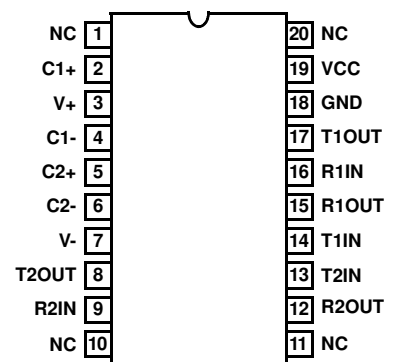 NC 1 20 NC
C1+ 2 19 VCC
V+ 3 18 GND
C1- 4 17 T1OUT
C2+ 5 16 R1IN
C2- 6 15 R1OUT
V- 7 14 T1IN
T2OUT 8 13 T2IN
R2IN 9 12 R2OUT
NC 10 11 NC